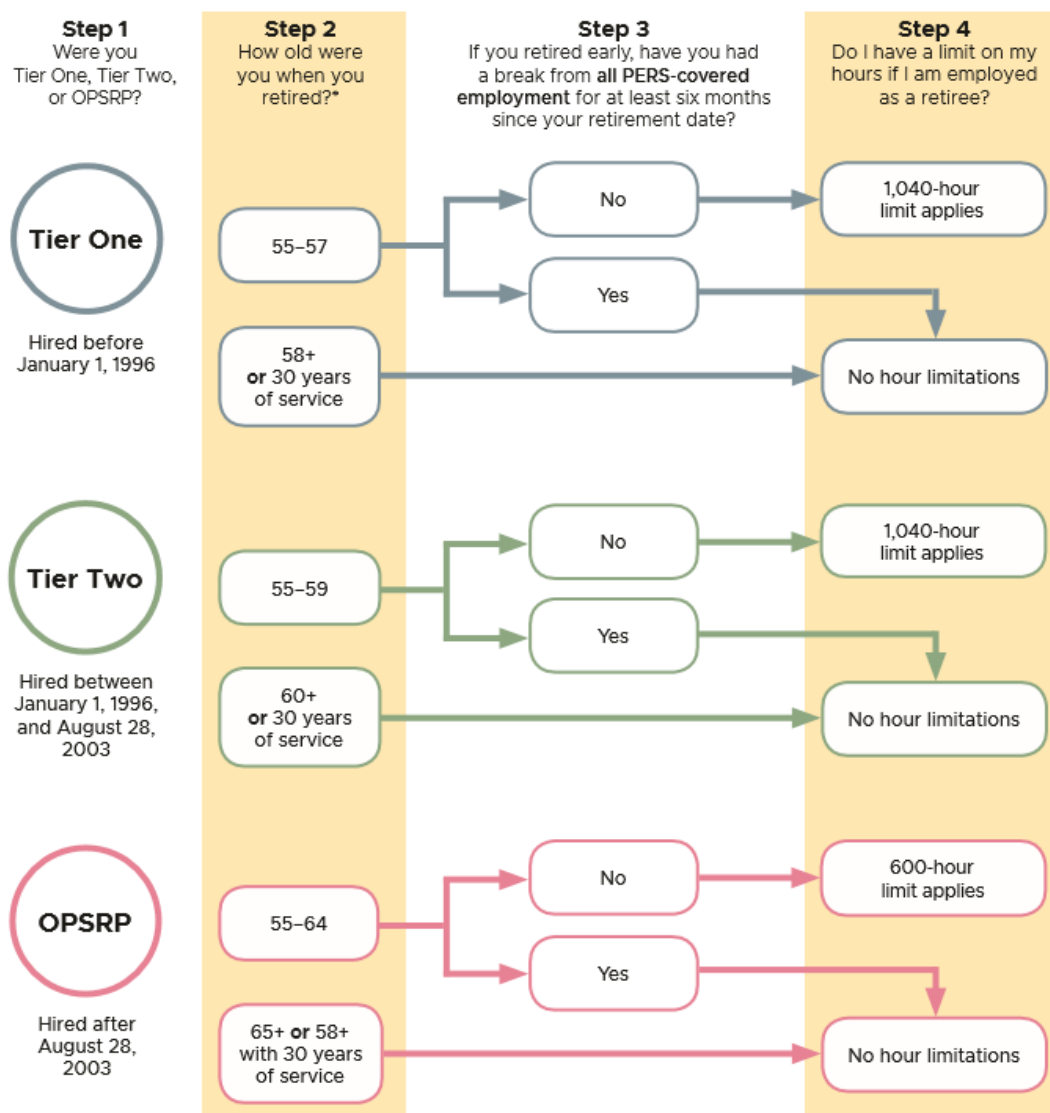 Step 1
Were you
Tier One, Tier Two,
or OPSRP?
Step 2
How old were
you when you
retired?*
Step 3
If you retired early, have you had
a break from all PERS-covered
employment for at least six months
since your retirement date?
Step 4
Do I have a limit on my
hours if I am employed
as a retiree?
Tier One
Hired before
January 1, 1996
55–57
No
1,040-hour
limit applies
Yes
58+
or 30 years
of service
No hour limitations
Tier Two
Hired between
January 1, 1996,
and August 28,
2003
55–59
No
1,040-hour
limit applies
Yes
60+
or 30 years
of service
No hour limitations
OPSRP
Hired after
August 28,
2003
55–64
No
600-hour
limit applies
Yes
65+ or 58+
with 30 years
of service
No hour limitations